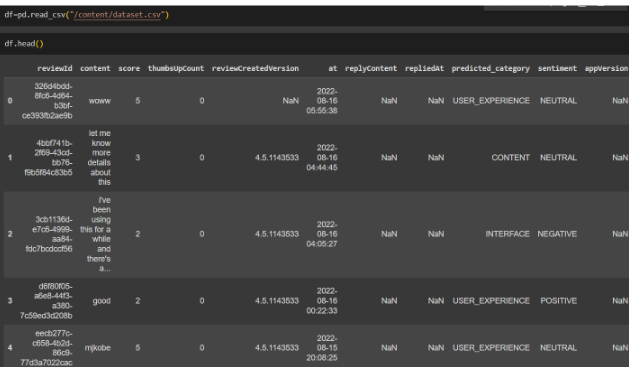 df=pd.read_csv("/content/dataset.csv")
df.head()
reviewId content score thumbsUpCount reviewCreatedVersion at replyContent repliedAt predicted_category sentiment appVersion
0 326d4bdd-8fc6-4d64-b3bf-ce393fb2ae9b woww 5 0 NaN 2022-08-16 05:55:38 NaN NaN USER_EXPERIENCE NEUTRAL NaN
1 4bbf741b-2f69-43cd-bb76-f9b5f84c83b5 let me know more details about this 3 0 4.5.1143533 2022-08-16 04:44:45 NaN NaN CONTENT NEUTRAL NaN
2 3cb1136d-e7c6-4999-aa84-fdc7bcdccf56 I've been using this for a while and there's a... 2 0 4.5.1143533 2022-08-16 04:05:27 NaN NaN INTERFACE NEGATIVE NaN
3 d6f80f05-a6e8-44f3-a380-7c59ed3d208b good 2 0 4.5.1143533 2022-08-16 00:22:33 NaN NaN USER_EXPERIENCE POSITIVE NaN
4 eecb277c-c658-4b2d-86c9-77d3a7022cac mjkobe 5 0 4.5.1143533 2022-08-15 20:08:25 NaN NaN USER_EXPERIENCE NEUTRAL NaN